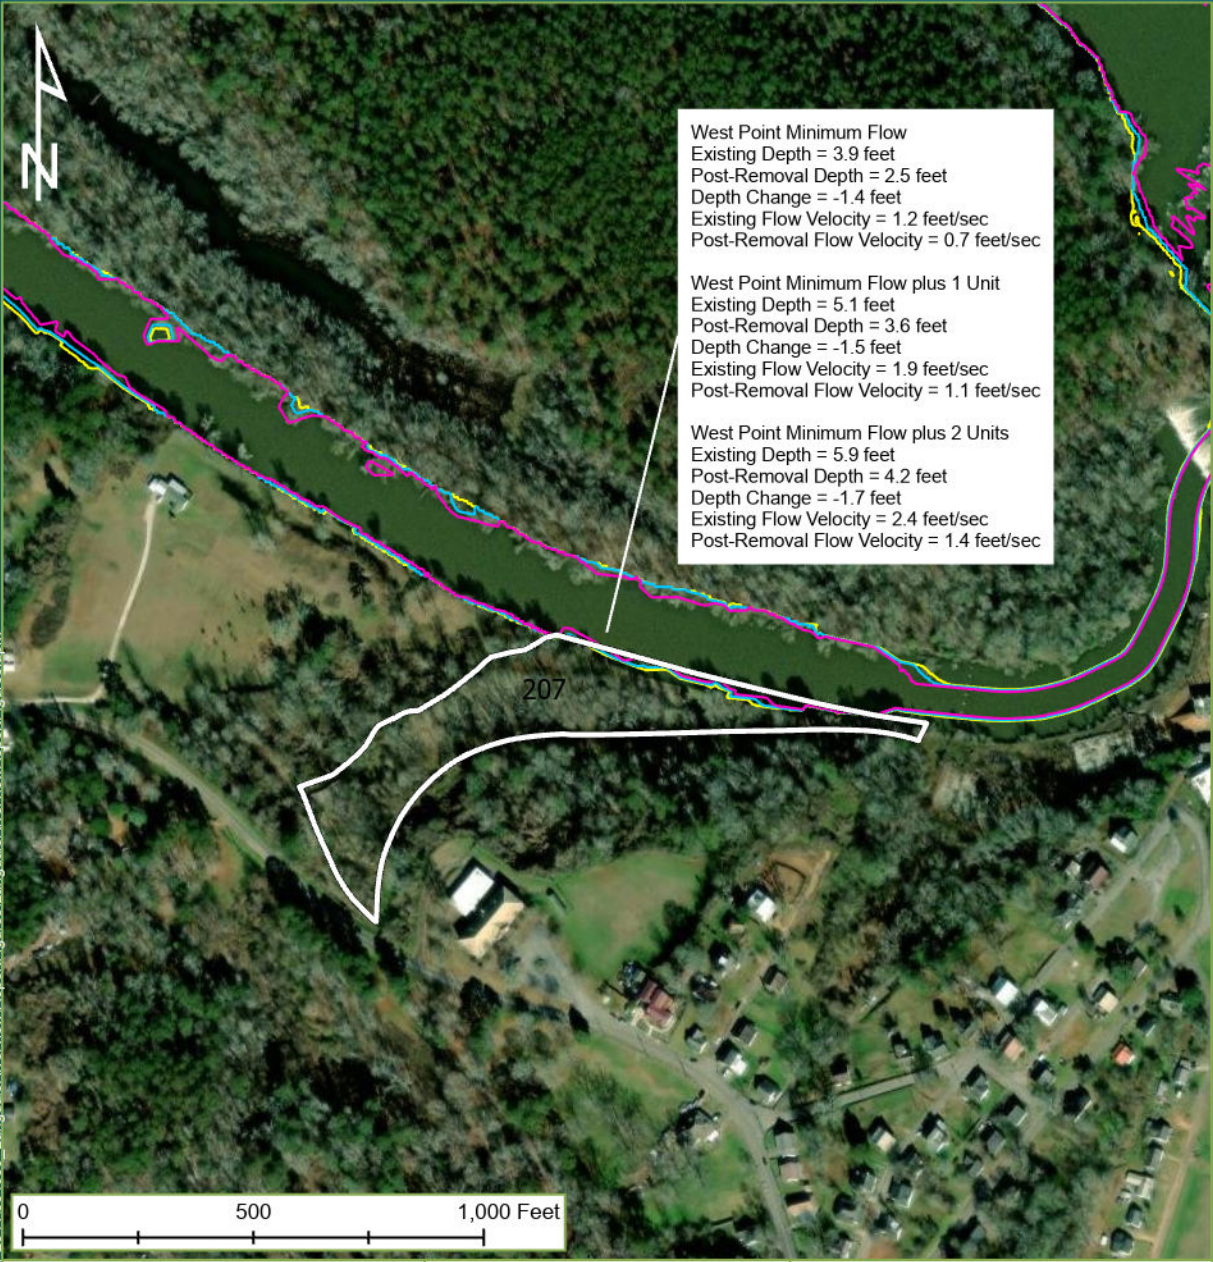 N
West Point Minimum Flow
Existing Depth = 3.9 feet
Post-Removal Depth = 2.5 feet
Depth Change = -1.4 feet
Existing Flow Velocity = 1.2 feet/sec
Post-Removal Flow Velocity = 0.7 feet/sec
West Point Minimum Flow plus 1 Unit
Existing Depth = 5.1 feet
Post-Removal Depth = 3.6 feet
Depth Change = -1.5 feet
Existing Flow Velocity = 1.9 feet/sec
Post-Removal Flow Velocity = 1.1 feet/sec
West Point Minimum Flow plus 2 Units
Existing Depth = 5.9 feet
Post-Removal Depth = 4.2 feet
Depth Change = -1.7 feet
Existing Flow Velocity = 2.4 feet/sec
Post-Removal Flow Velocity = 1.4 feet/sec
207
0 500 1,000 Feet